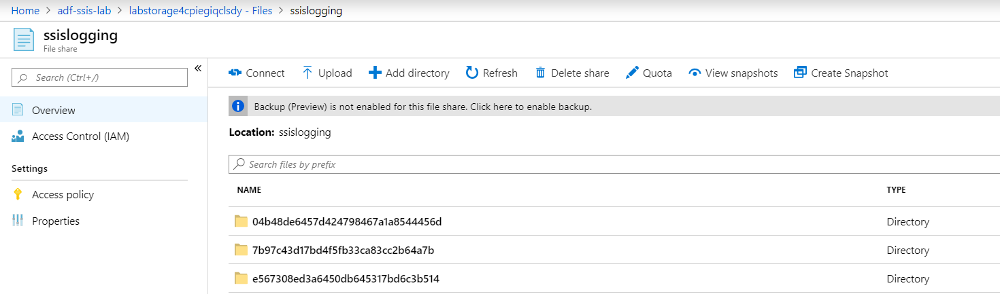 Home > adf-ssis-lab > labstorage4cpiegiqclsdy - Files > ssislogging
ssislogging
File share
Search (Ctrl+/)
«
Overview
Access Control (IAM)
Settings
Access policy
Properties
Connect Upload Add directory Refresh Delete share Quota View snapshots Create Snapshot
Backup (Preview) is not enabled for this file share. Click here to enable backup.
Location: ssislogging
Search files by prefix
NAME TYPE
04b48de6457d424798467a1a8544456d Directory
7b97c43d17bd4f5fb33ca83cc2b64a7b Directory
e567308ed3a6450db645317bd6c3b514 Directory